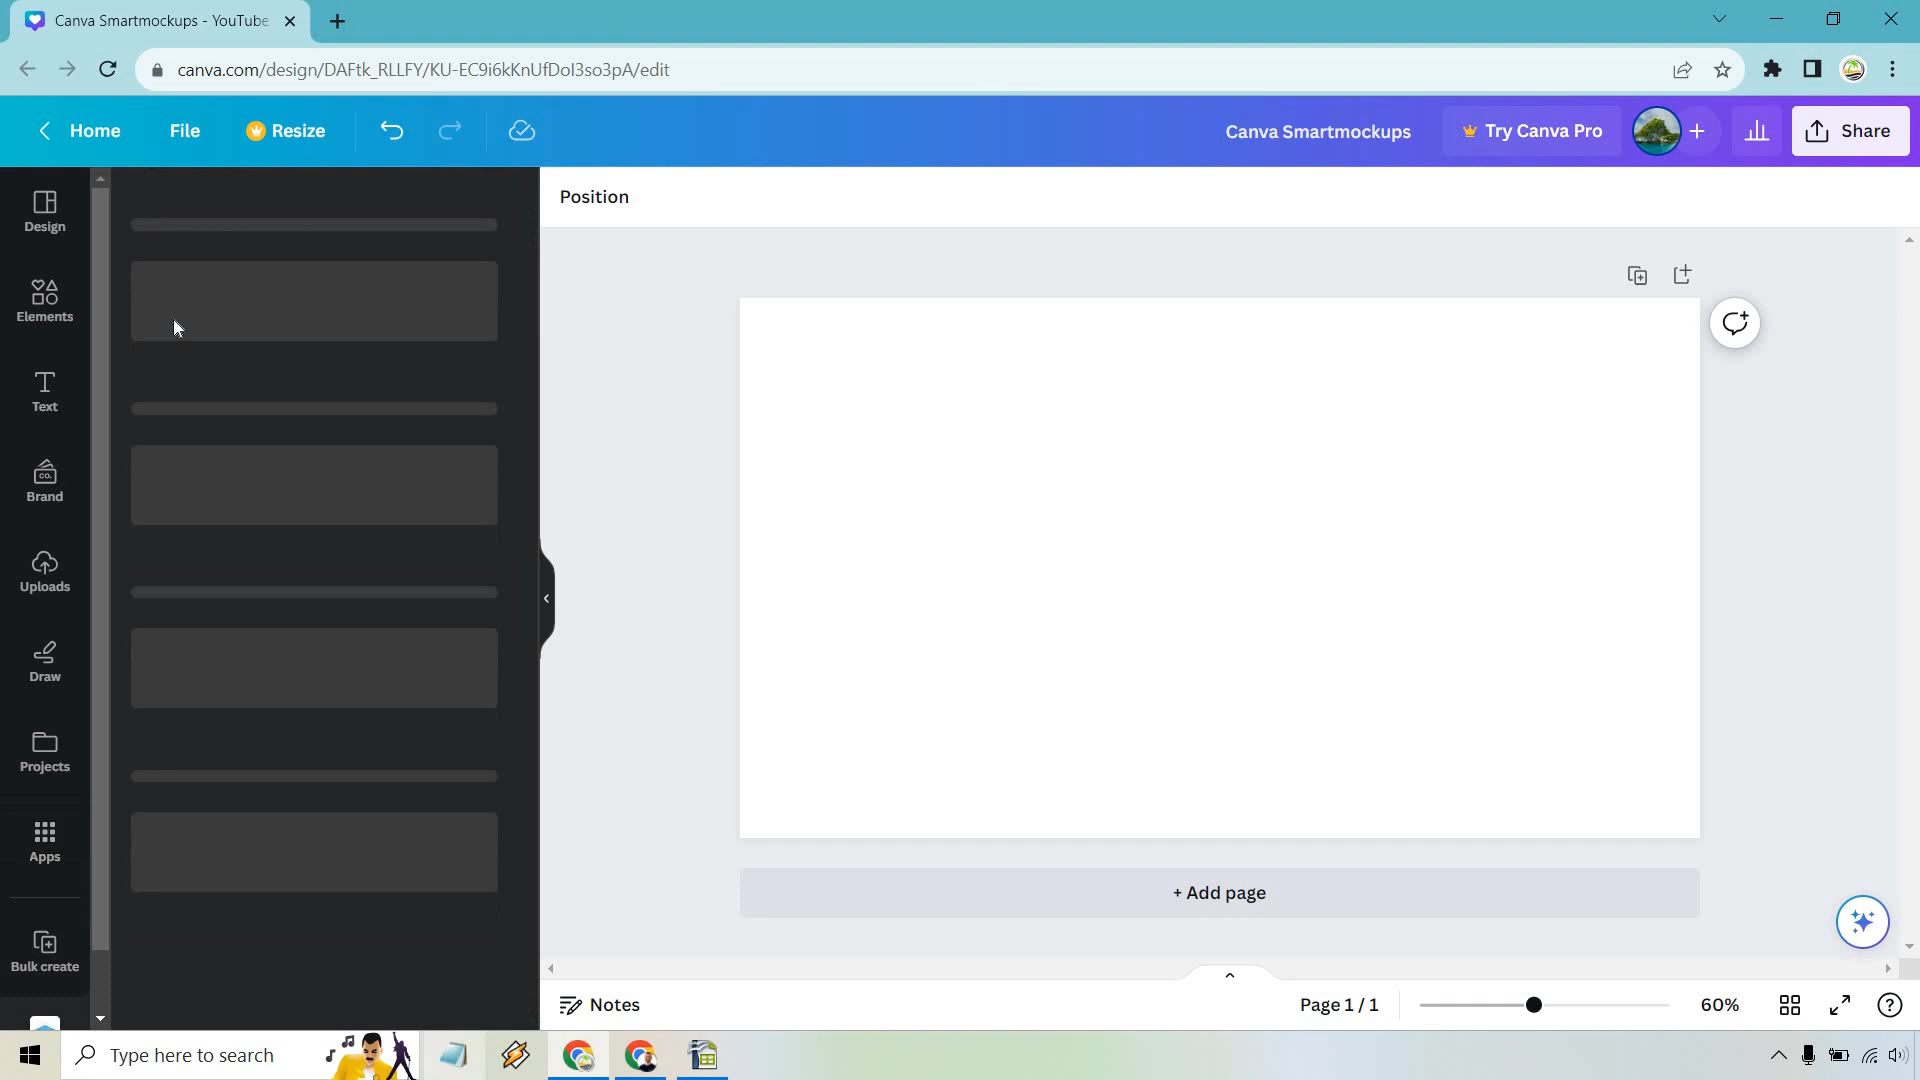 Canva Smartmockups - YouTube
canva.com/design/DAFtk_RLLFY/KU-EC9i6kKnUfDoI3so3pA/edit
Home
File
Resize
Canva Smartmockups
Try Canva Pro
Share
Design
Elements
Text
CO.
Brand
Uploads
Draw
Projects
Apps
Bulk create
Position
+ Add page
Notes
Page 1 / 1
60%
Type here to search